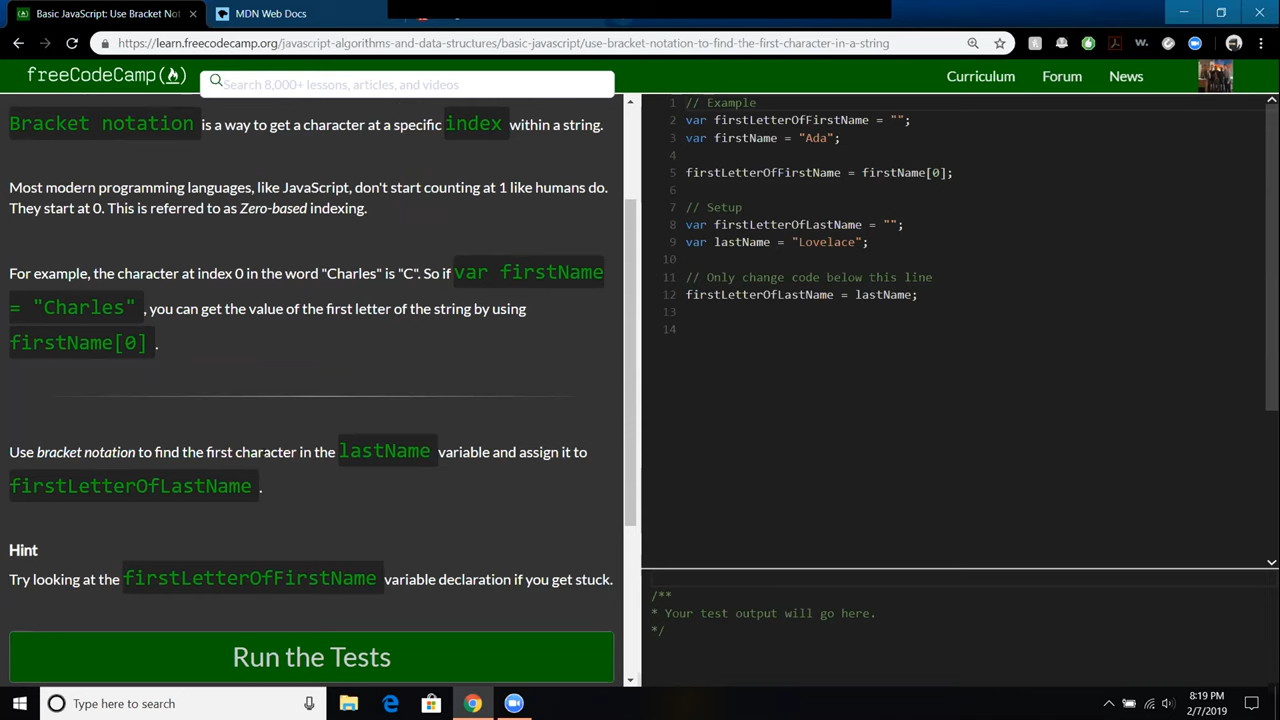 Basic JavaScript: Use Bracket Not
MDN Web Docs
https://learn.freecodecamp.org/javascript-algorithms-and-data-structures/basic-javascript/use-bracket-notation-to-find-the-first-character-in-a-string
freeCodeCamp
Search 8,000+ lessons, articles, and videos
Curriculum
Forum
News
Bracket notation is a way to get a character at a specific index within a string.
Most modern programming languages, like JavaScript, don't start counting at 1 like humans do.
They start at 0. This is referred to as Zero-based indexing.
For example, the character at index 0 in the word "Charles" is "C". So if var firstName
= "Charles" , you can get the value of the first letter of the string by using
firstName[0] .
Use bracket notation to find the first character in the lastName variable and assign it to
firstLetterOfLastName .
Hint
Try looking at the firstLetterOfFirstName variable declaration if you get stuck.
Run the Tests
1 // Example
2 var firstLetterOfFirstName = "";
3 var firstName = "Ada";
4
5 firstLetterOfFirstName = firstName[0];
6
7 // Setup
8 var firstLetterOfLastName = "";
9 var lastName = "Lovelace";
10
11 // Only change code below this line
12 firstLetterOfLastName = lastName;
13
14
/**
* Your test output will go here.
*/
Type here to search
8:19 PM
2/7/2019